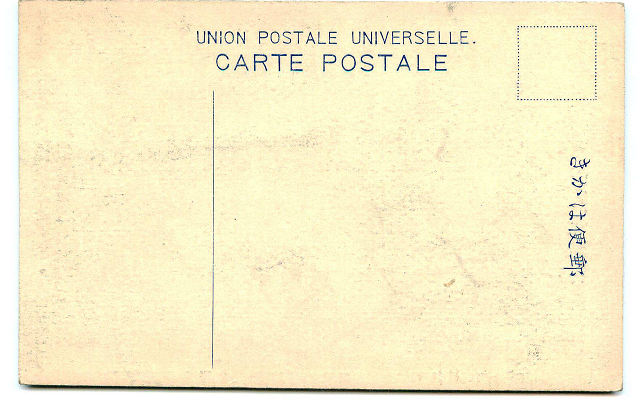 UNION POSTALE UNIVERSELLE.
CARTE POSTALE
郵便はかき